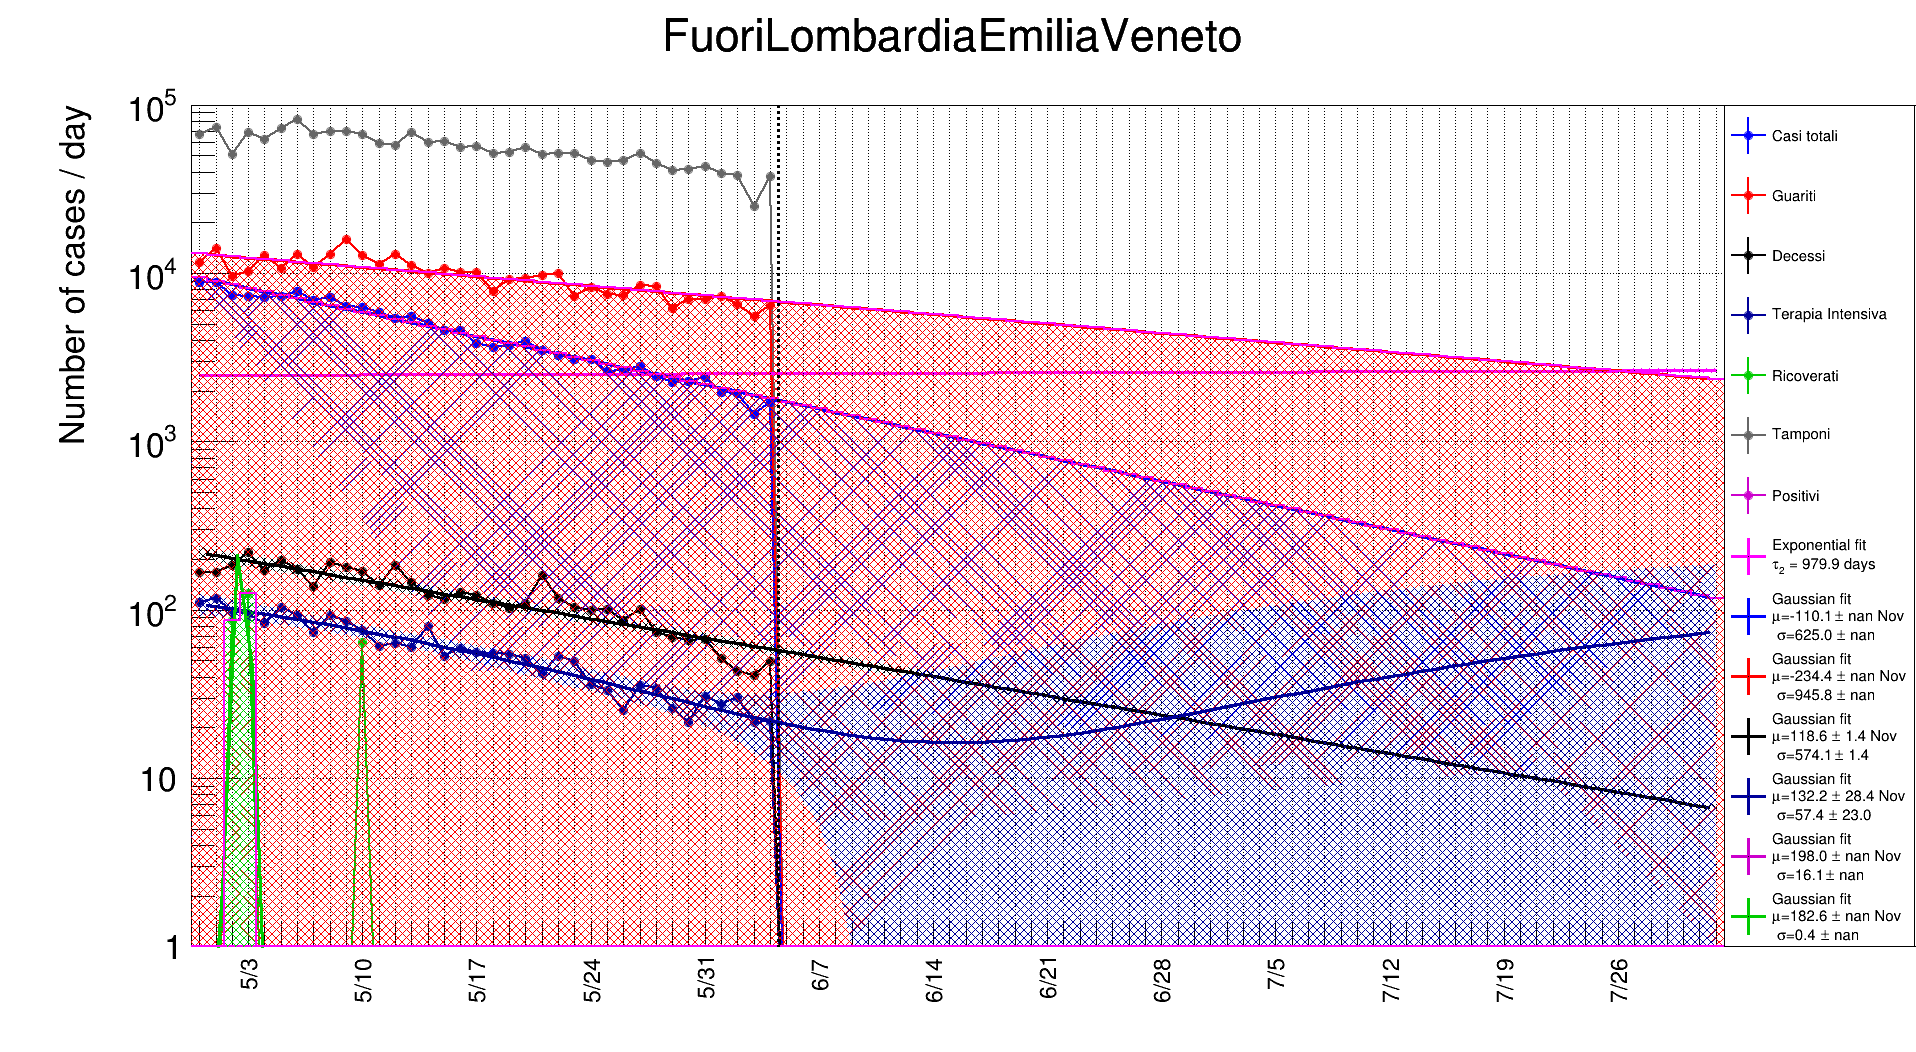 FuoriLombardiaEmiliaVeneto
Number of cases / day
10^5
10^4
10^3
10^2
10
1
5/3
5/10
5/17
5/24
5/31
6/7
6/14
6/21
6/28
7/5
7/12
7/19
7/26
Casi totali
Guariti
Decessi
Terapia Intensiva
Ricoverati
Tamponi
Positivi
Exponential fit
τ₂ = 979.9 days
Gaussian fit
μ=-110.1 ± nan Nov
σ=625.0 ± nan
Gaussian fit
μ=-234.4 ± nan Nov
σ=945.8 ± nan
Gaussian fit
μ=118.6 ± 1.4 Nov
σ=574.1 ± 1.4
Gaussian fit
μ=132.2 ± 28.4 Nov
σ=57.4 ± 23.0
Gaussian fit
μ=198.0 ± nan Nov
σ=16.1 ± nan
Gaussian fit
μ=182.6 ± nan Nov
σ=0.4 ± nan